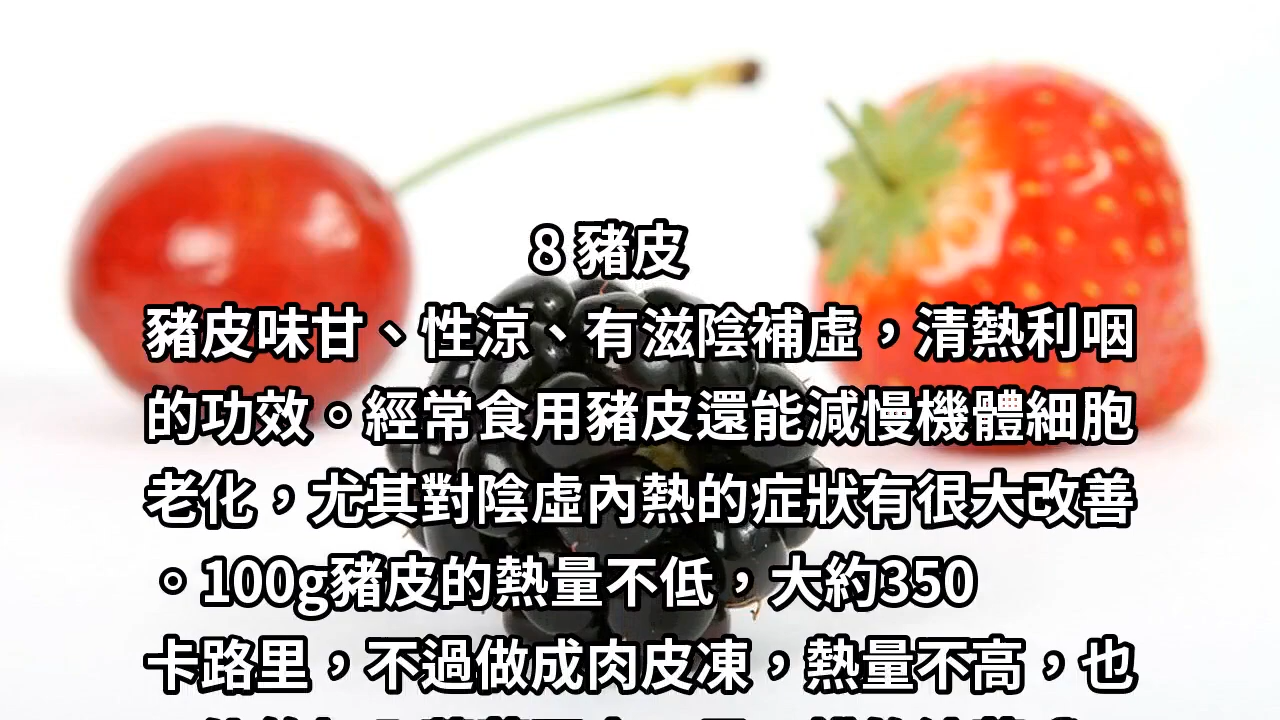 8 豬皮
豬皮味甘、性涼、有滋陰補虛，清熱利咽
的功效。經常食用豬皮還能減慢機體細胞
老化，尤其對陰虛內熱的症狀有很大改善
。100g豬皮的熱量不低，大約350
卡路里，不過做成肉皮凍，熱量不高，也